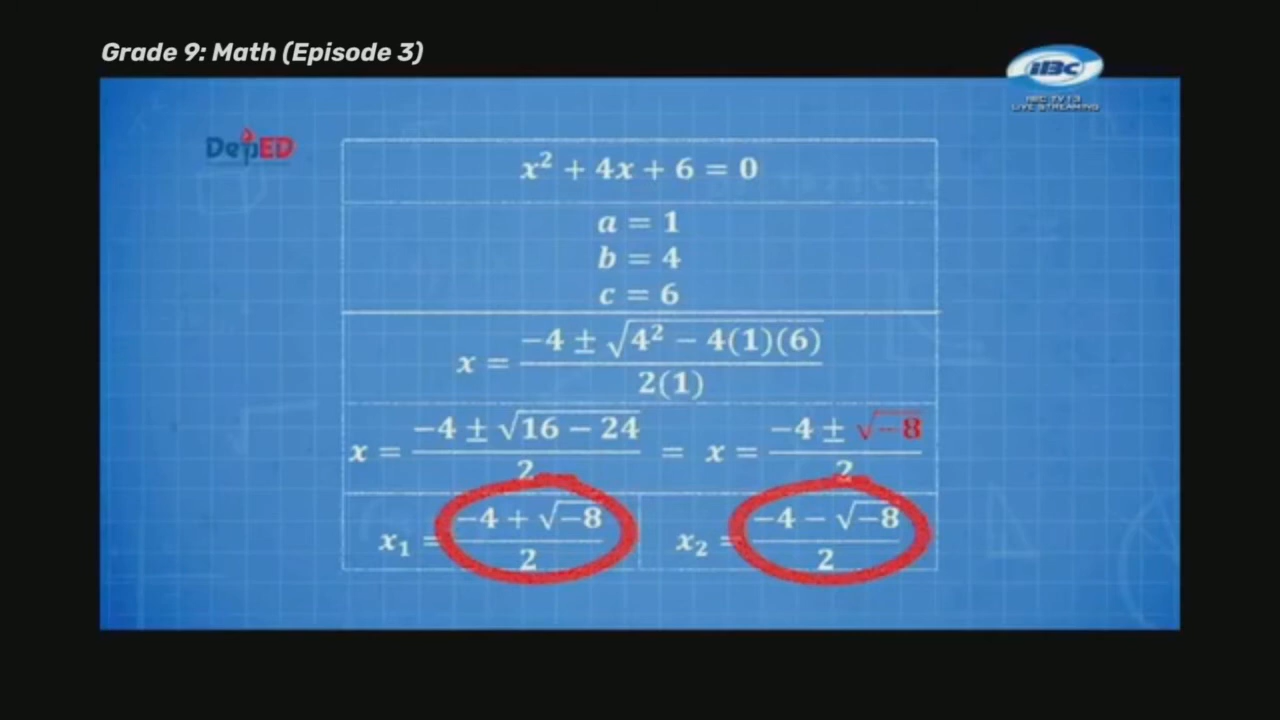 Grade 9: Math (Episode 3)
iBC
IBC TV 13
LIVE STREAMING
DepED
x² + 4x + 6 = 0
a = 1
b = 4
c = 6
x = (−4 ± √(4² − 4(1)(6))) / 2(1)
x = (−4 ± √(16 − 24)) / 2 = x = (−4 ± √(−8)) / 2
x₁ = (−4 + √(−8)) / 2
x₂ = (−4 − √(−8)) / 2